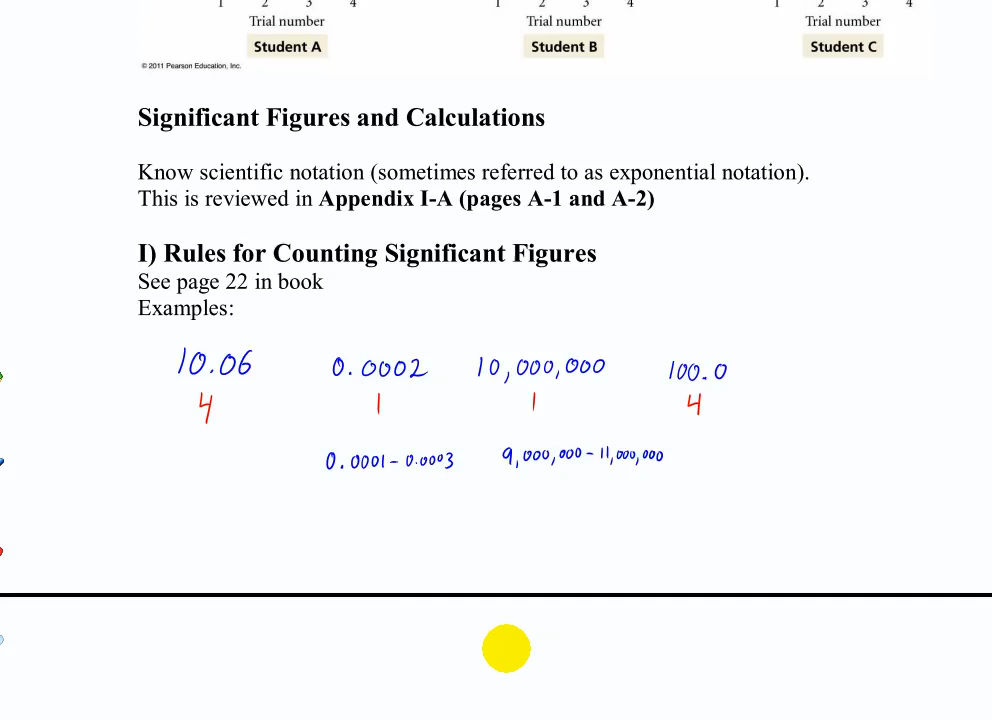 1 2 3 4 1 2 3 4 1 2 3 4
Trial number Trial number Trial number
Student A Student B Student C
© 2011 Pearson Education, Inc.
Significant Figures and Calculations
Know scientific notation (sometimes referred to as exponential notation).
This is reviewed in Appendix I-A (pages A-1 and A-2)
I) Rules for Counting Significant Figures
See page 22 in book
Examples:
10.06 0.0002 10,000,000 100.0
4 1 1 4
0.0001 - 0.0003 9,000,000 - 11,000,000